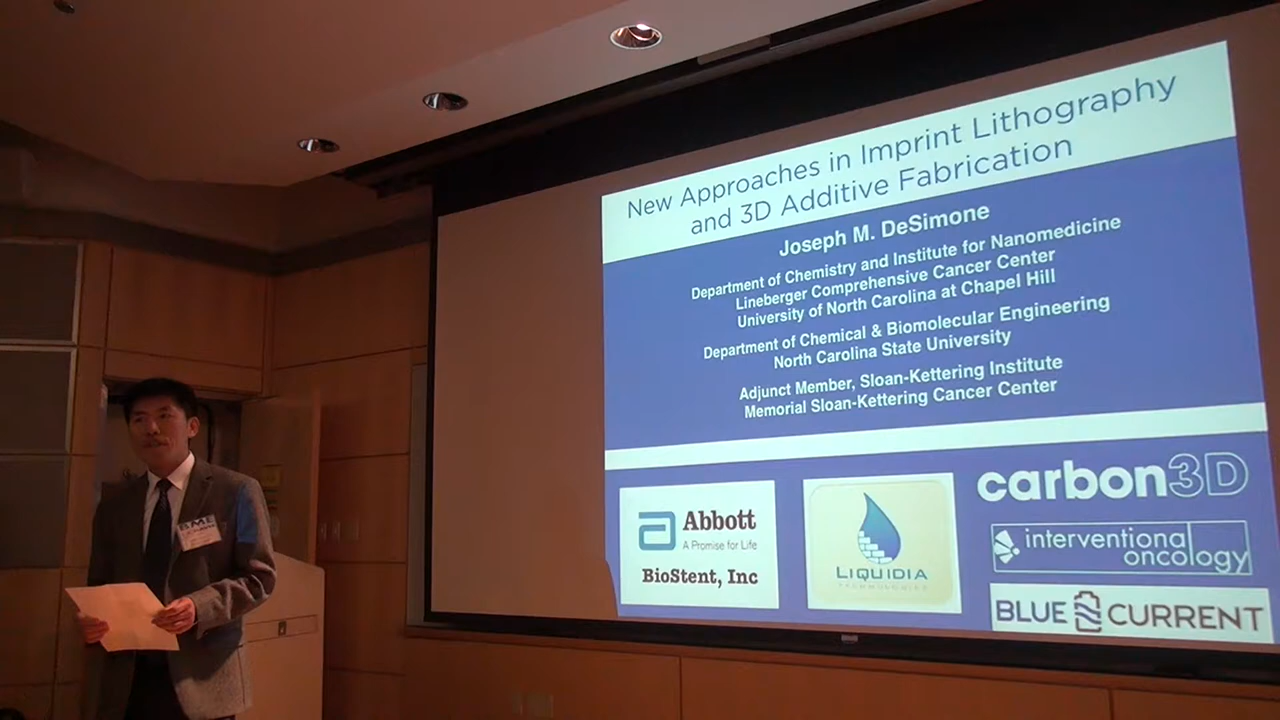 New Approaches in Imprint Lithography
and 3D Additive Fabrication
Joseph M. DeSimone
Department of Chemistry and Institute for Nanomedicine
Lineberger Comprehensive Cancer Center
University of North Carolina at Chapel Hill
Department of Chemical & Biomolecular Engineering
North Carolina State University
Adjunct Member, Sloan-Kettering Institute
Memorial Sloan-Kettering Cancer Center
Abbott
A Promise for Life
BioStent, Inc
LIQUIDIA
TECHNOLOGIES
carbon3D
interventional
oncology
BLUE CURRENT
BME